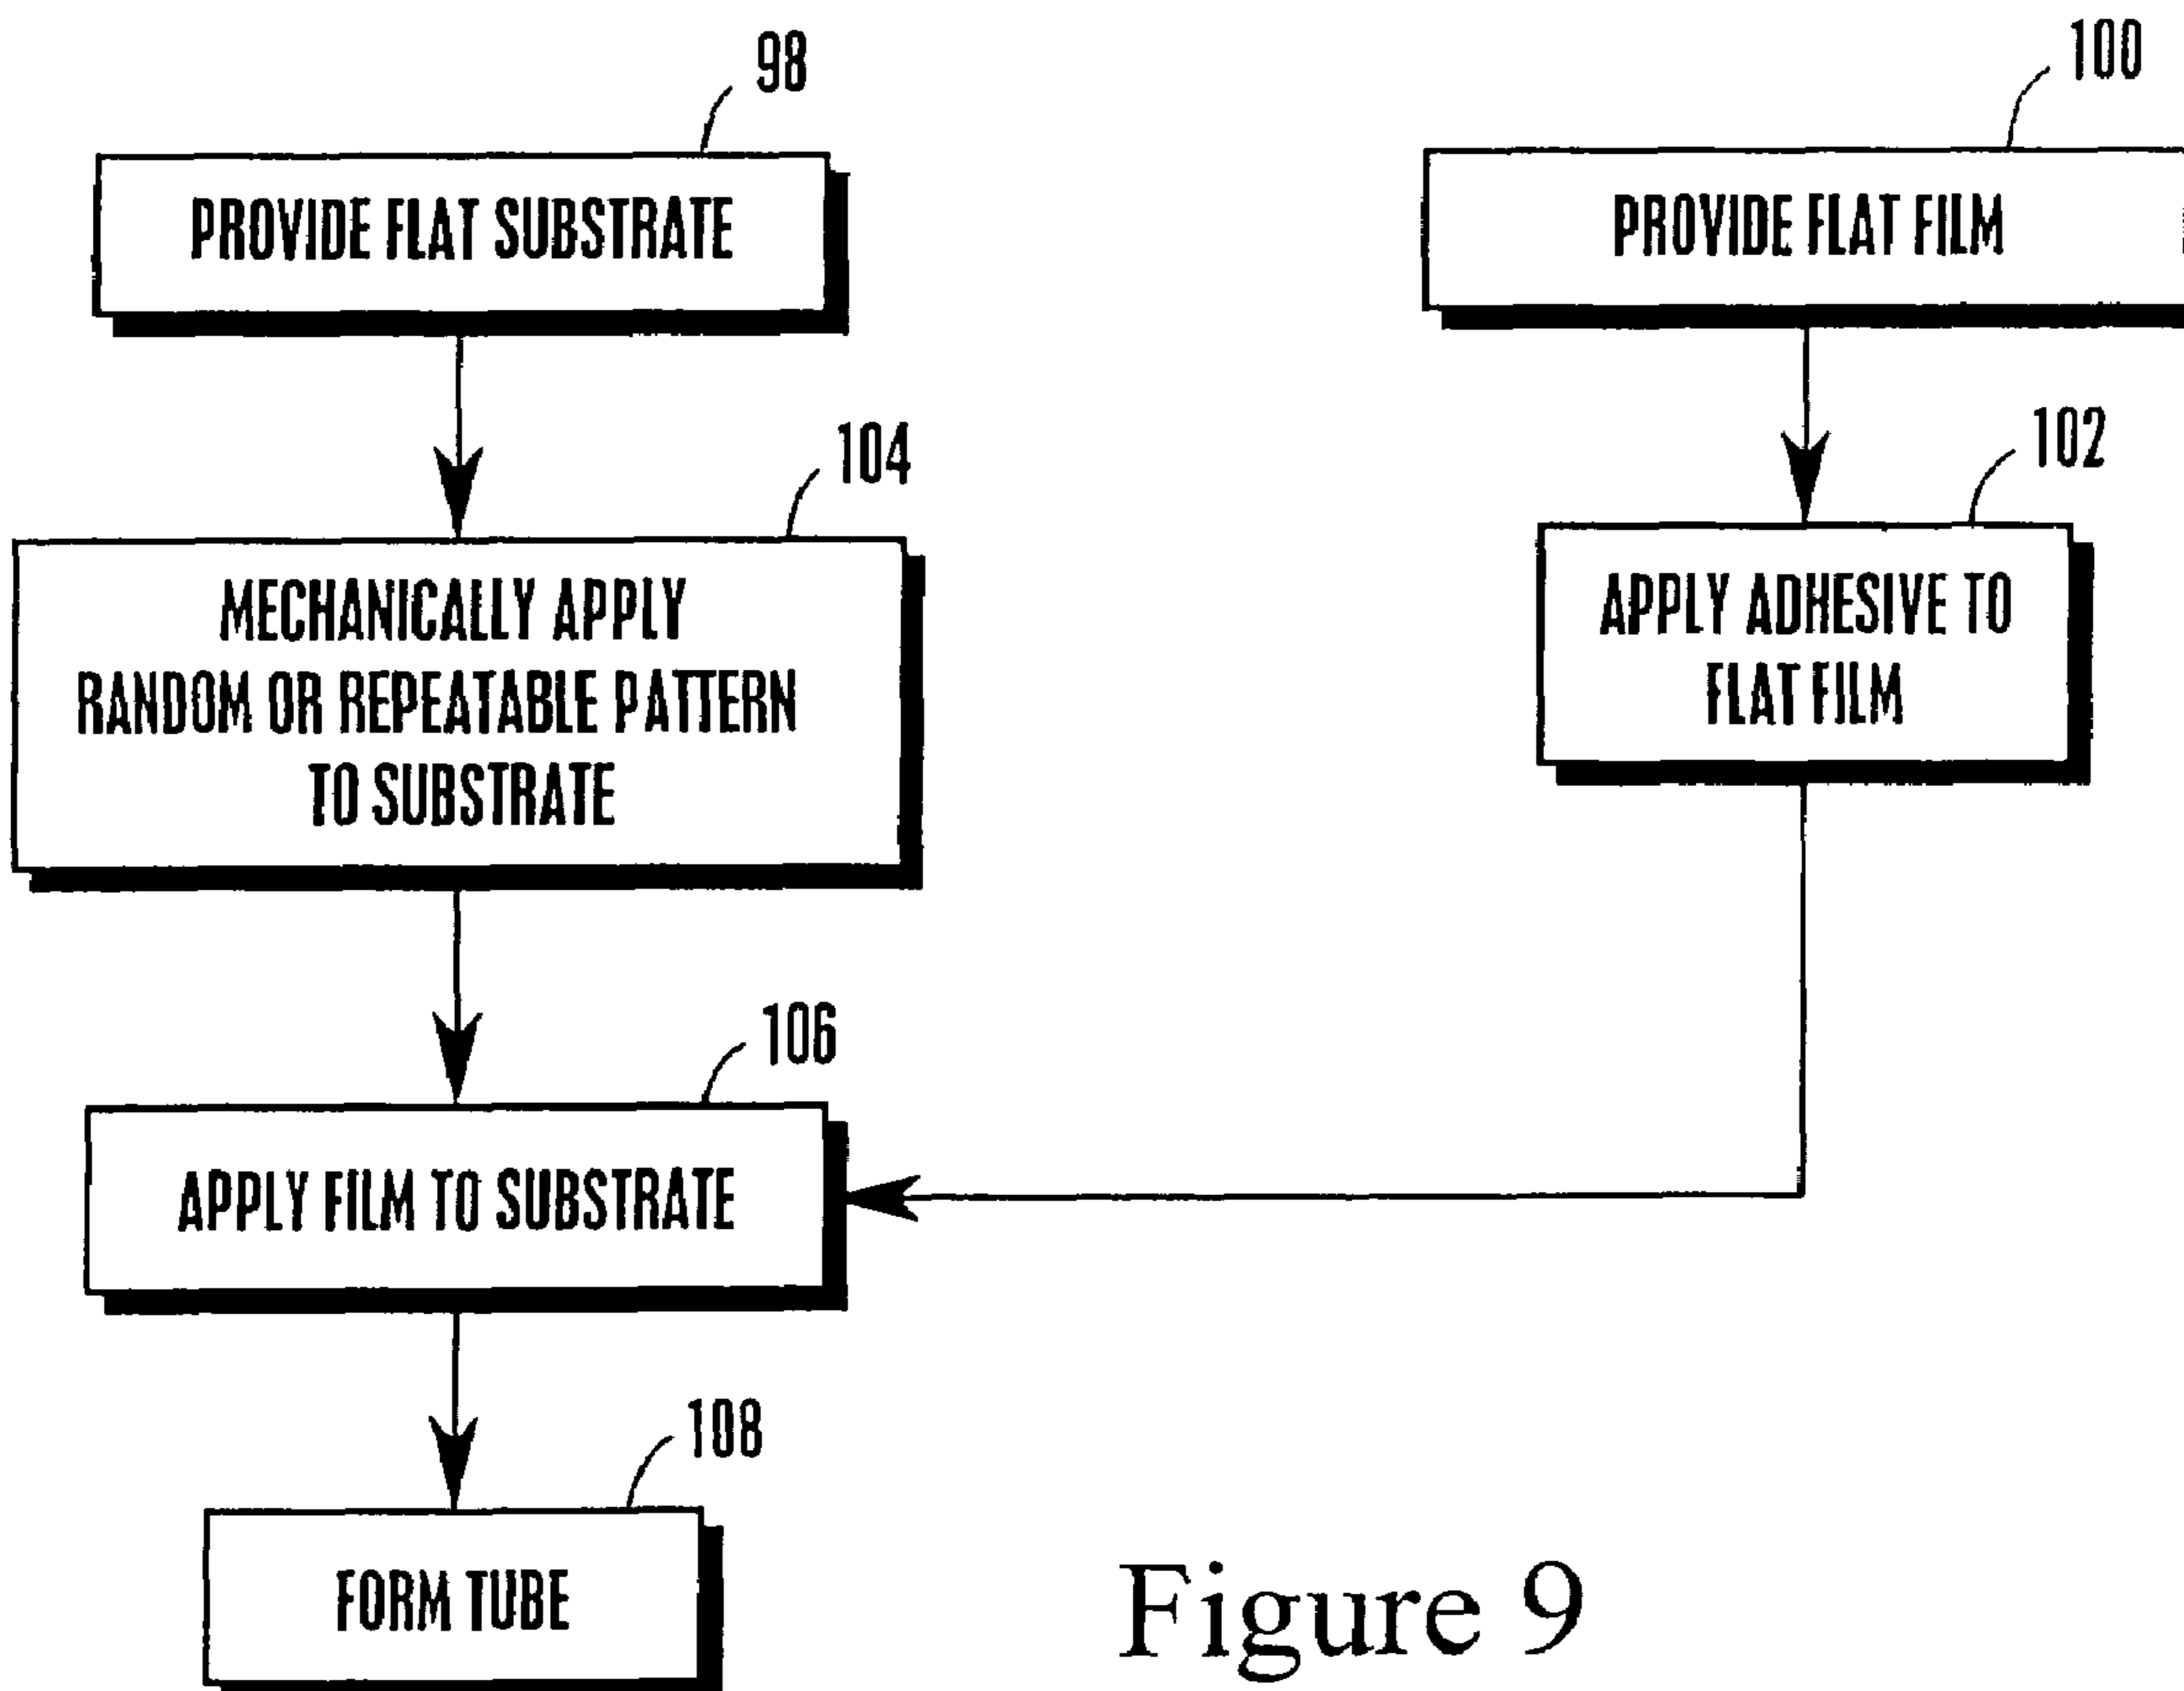 98
PROVIDE FLAT SUBSTRATE
100
PROVIDE FLAT FILM
104
MECHANICALLY APPLY
RANDOM OR REPEATABLE PATTERN
TO SUBSTRATE
102
APPLY ADHESIVE TO
FLAT FILM
106
APPLY FILM TO SUBSTRATE
108
FORM TUBE
Figure 9